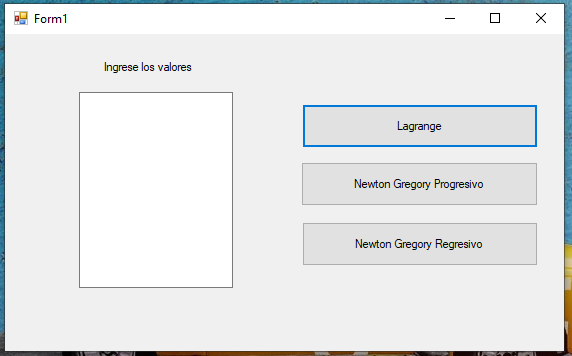 Form1
Ingrese los valores
Lagrange
Newton Gregory Progresivo
Newton Gregory Regresivo